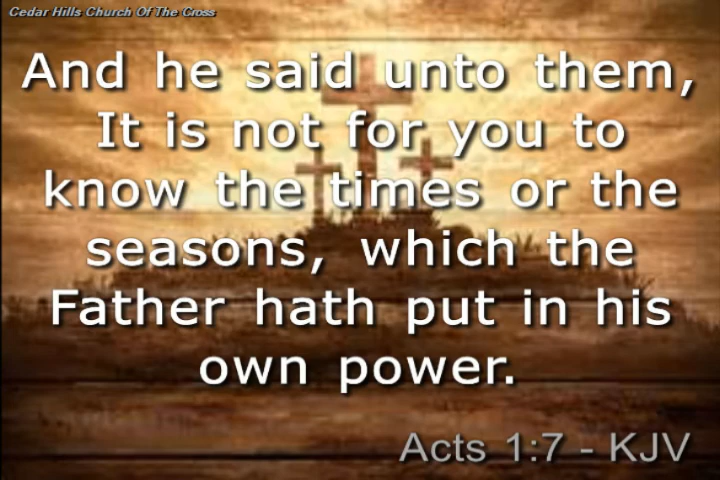 Cedar Hills Church Of The Cross
And he said unto them,
It is not for you to
know the times or the
seasons, which the
Father hath put in his
own power.
Acts 1:7 - KJV